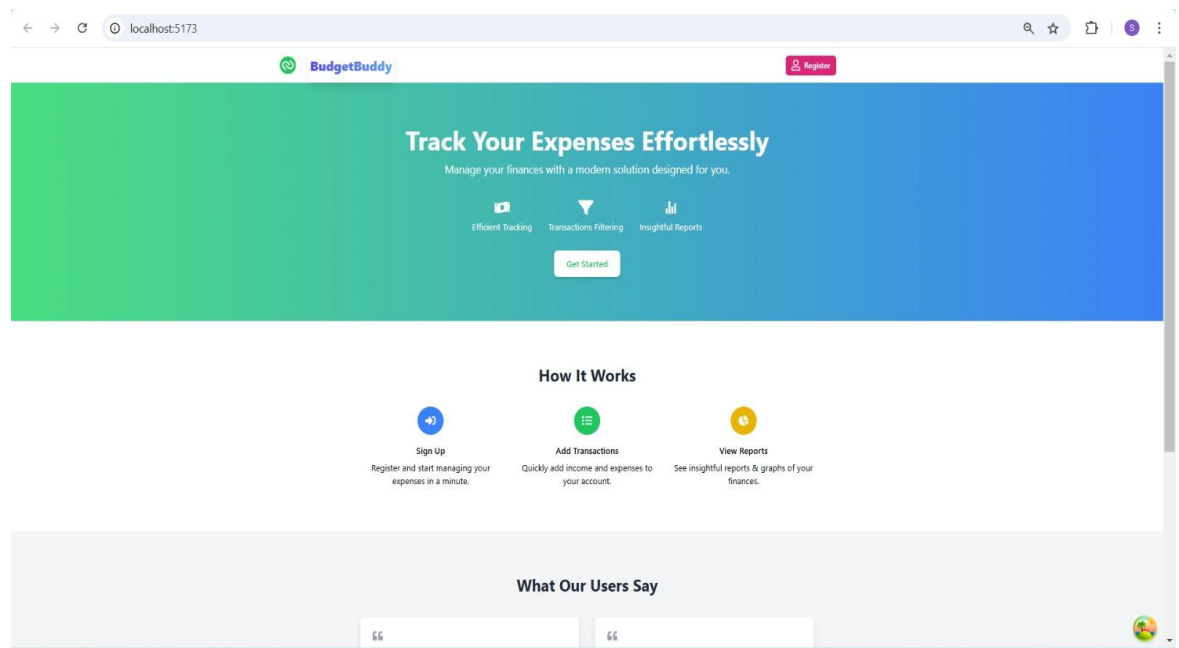 localhost:5173
S
BudgetBuddy
Register
Track Your Expenses Effortlessly
Manage your finances with a modern solution designed for you.
Efficient Tracking Transactions Filtering Insightful Reports
Get Started
How It Works
Sign Up Add Transactions View Reports
Register and start managing your Quickly add income and expenses to See insightful reports & graphs of your
expenses in a minute. your account. finances.
What Our Users Say